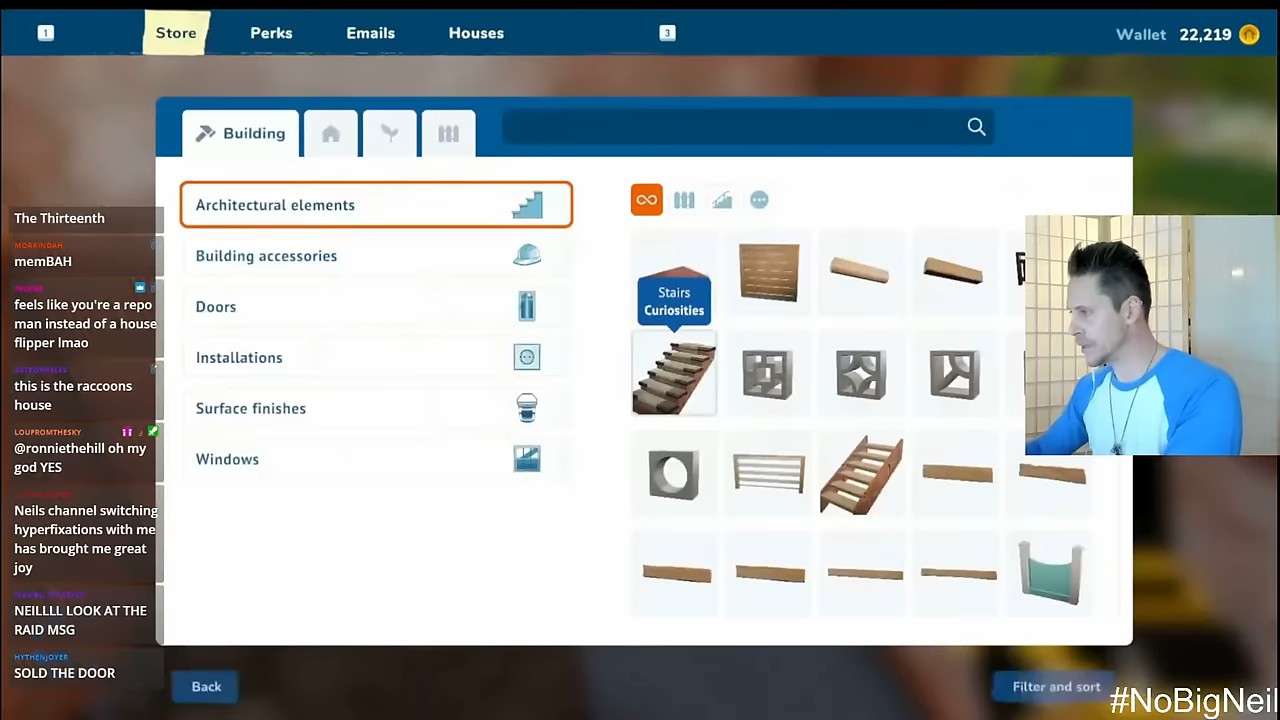 1
Store
Perks
Emails
Houses
3
Wallet 22,219
Building
Architectural elements
Building accessories
Doors
Installations
Surface finishes
Windows
Stairs
Curiosities
The Thirteenth
MORRINDAH
memBAH
feels like you're a repo
man instead of a house
flipper lmao
this is the raccoons
house
LOUFROMTHESKY
@ronniethehill oh my
god YES
Neils channel switching
hyperfixations with me
has brought me great
joy
NEILLLL LOOK AT THE
RAID MSG
HYTHENJOYER
SOLD THE DOOR
Back
Filter and sort
#NoBigNeil